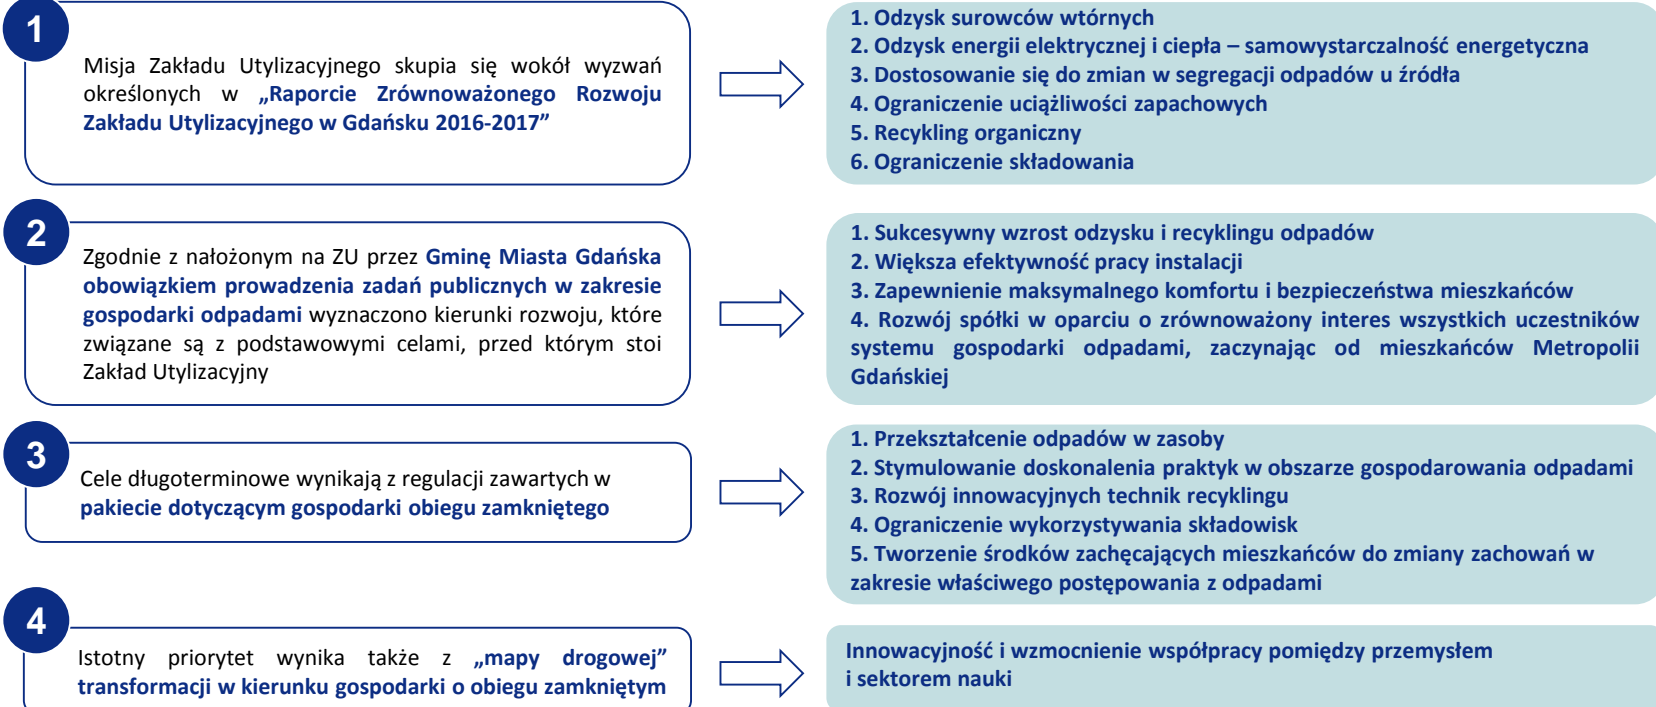 1
Misja Zakładu Utylizacyjnego skupia się wokół wyzwań
określonych w „Raporcie Zrównoważonego Rozwoju
Zakładu Utylizacyjnego w Gdańsku 2016-2017”
1. Odzysk surowców wtórnych
2. Odzysk energii elektrycznej i ciepła – samowystarczalność energetyczna
3. Dostosowanie się do zmian w segregacji odpadów u źródła
4. Ograniczenie uciążliwości zapachowych
5. Recykling organiczny
6. Ograniczenie składowania
2
Zgodnie z nałożonym na ZU przez Gminę Miasta Gdańska
obowiązkiem prowadzenia zadań publicznych w zakresie
gospodarki odpadami wyznaczono kierunki rozwoju, które
związane są z podstawowymi celami, przed którym stoi
Zakład Utylizacyjny
1. Sukcesywny wzrost odzysku i recyklingu odpadów
2. Większa efektywność pracy instalacji
3. Zapewnienie maksymalnego komfortu i bezpieczeństwa mieszkańców
4. Rozwój spółki w oparciu o zrównoważony interes wszystkich uczestników
systemu gospodarki odpadami, zaczynając od mieszkańców Metropolii
Gdańskiej
3
Cele długoterminowe wynikają z regulacji zawartych w
pakiecie dotyczącym gospodarki obiegu zamkniętego
1. Przekształcenie odpadów w zasoby
2. Stymulowanie doskonalenia praktyk w obszarze gospodarowania odpadami
3. Rozwój innowacyjnych technik recyklingu
4. Ograniczenie wykorzystywania składowisk
5. Tworzenie środków zachęcających mieszkańców do zmiany zachowań w
zakresie właściwego postępowania z odpadami
4
Istotny priorytet wynika także z „mapy drogowej”
transformacji w kierunku gospodarki o obiegu zamkniętym
Innowacyjność i wzmocnienie współpracy pomiędzy przemysłem
i sektorem nauki